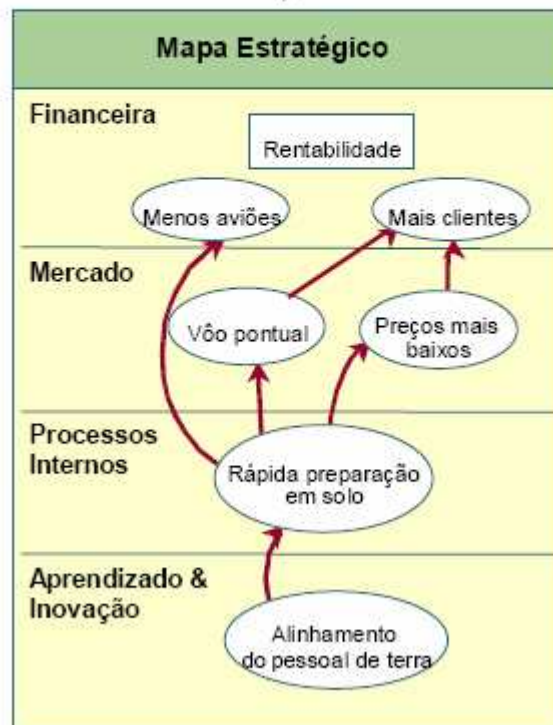 Mapa Estratégico
Financeira
Rentabilidade
Menos aviões
Mais clientes
Mercado
Vôo pontual
Preços mais
baixos
Processos
Internos
Rápida preparação
em solo
Aprendizado &
Inovação
Alinhamento
do pessoal de terra